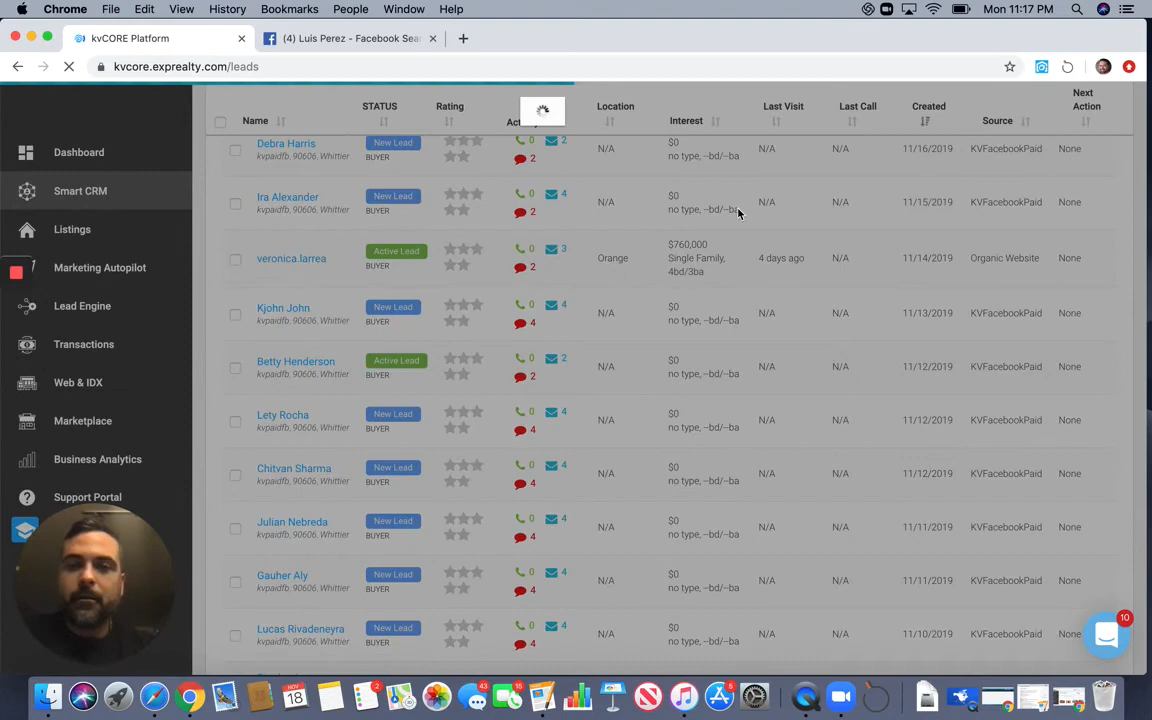 Chrome File Edit View History Bookmarks People Window Help Mon 11:17 PM
kvCORE Platform (4) Luis Perez - Facebook Sea
kvcore.exprealty.com/leads
Dashboard
Smart CRM
Listings
Marketing Autopilot
Lead Engine
Transactions
Web & IDX
Marketplace
Business Analytics
Support Portal
Name STATUS Rating Location Interest Last Visit Last Call Created Source Next
Action
Debra Harris New Lead 0 2 N/A $0 N/A N/A 11/16/2019 KVFacebookPaid None
kvpaidfb, 90606, Whittier BUYER 2 no type, --bd/--ba
Ira Alexander New Lead 0 4 N/A $0 N/A N/A 11/15/2019 KVFacebookPaid None
kvpaidfb, 90606, Whittier BUYER 2 no type, --bd/--ba
veronica.larrea Active Lead 0 3 Orange $760,000 4 days ago N/A 11/14/2019 Organic Website None
BUYER 2 Single Family,
4bd/3ba
Kjohn John New Lead 0 4 N/A $0 N/A N/A 11/13/2019 KVFacebookPaid None
kvpaidfb, 90606, Whittier BUYER 4 no type, --bd/--ba
Betty Henderson Active Lead 0 2 N/A $0 N/A N/A 11/12/2019 KVFacebookPaid None
kvpaidfb, 90606, Whittier BUYER 2 no type, --bd/--ba
Lety Rocha New Lead 0 4 N/A $0 N/A N/A 11/12/2019 KVFacebookPaid None
kvpaidfb, 90606, Whittier BUYER 4 no type, --bd/--ba
Chitvan Sharma New Lead 0 4 N/A $0 N/A N/A 11/12/2019 KVFacebookPaid None
kvpaidfb, 90606, Whittier BUYER 4 no type, --bd/--ba
Julian Nebreda New Lead 0 4 N/A $0 N/A N/A 11/11/2019 KVFacebookPaid None
kvpaidfb, 90606, Whittier BUYER 4 no type, --bd/--ba
Gauher Aly New Lead 0 4 N/A $0 N/A N/A 11/11/2019 KVFacebookPaid None
kvpaidfb, 90606, Whittier BUYER 4 no type, --bd/--ba
Lucas Rivadeneyra New Lead 0 4 N/A $0 N/A N/A 11/10/2019 KVFacebookPaid None
kvpaidfb, 90606, Whittier BUYER 4 no type, --bd/--ba
10
NOV
18 2 43 15 5